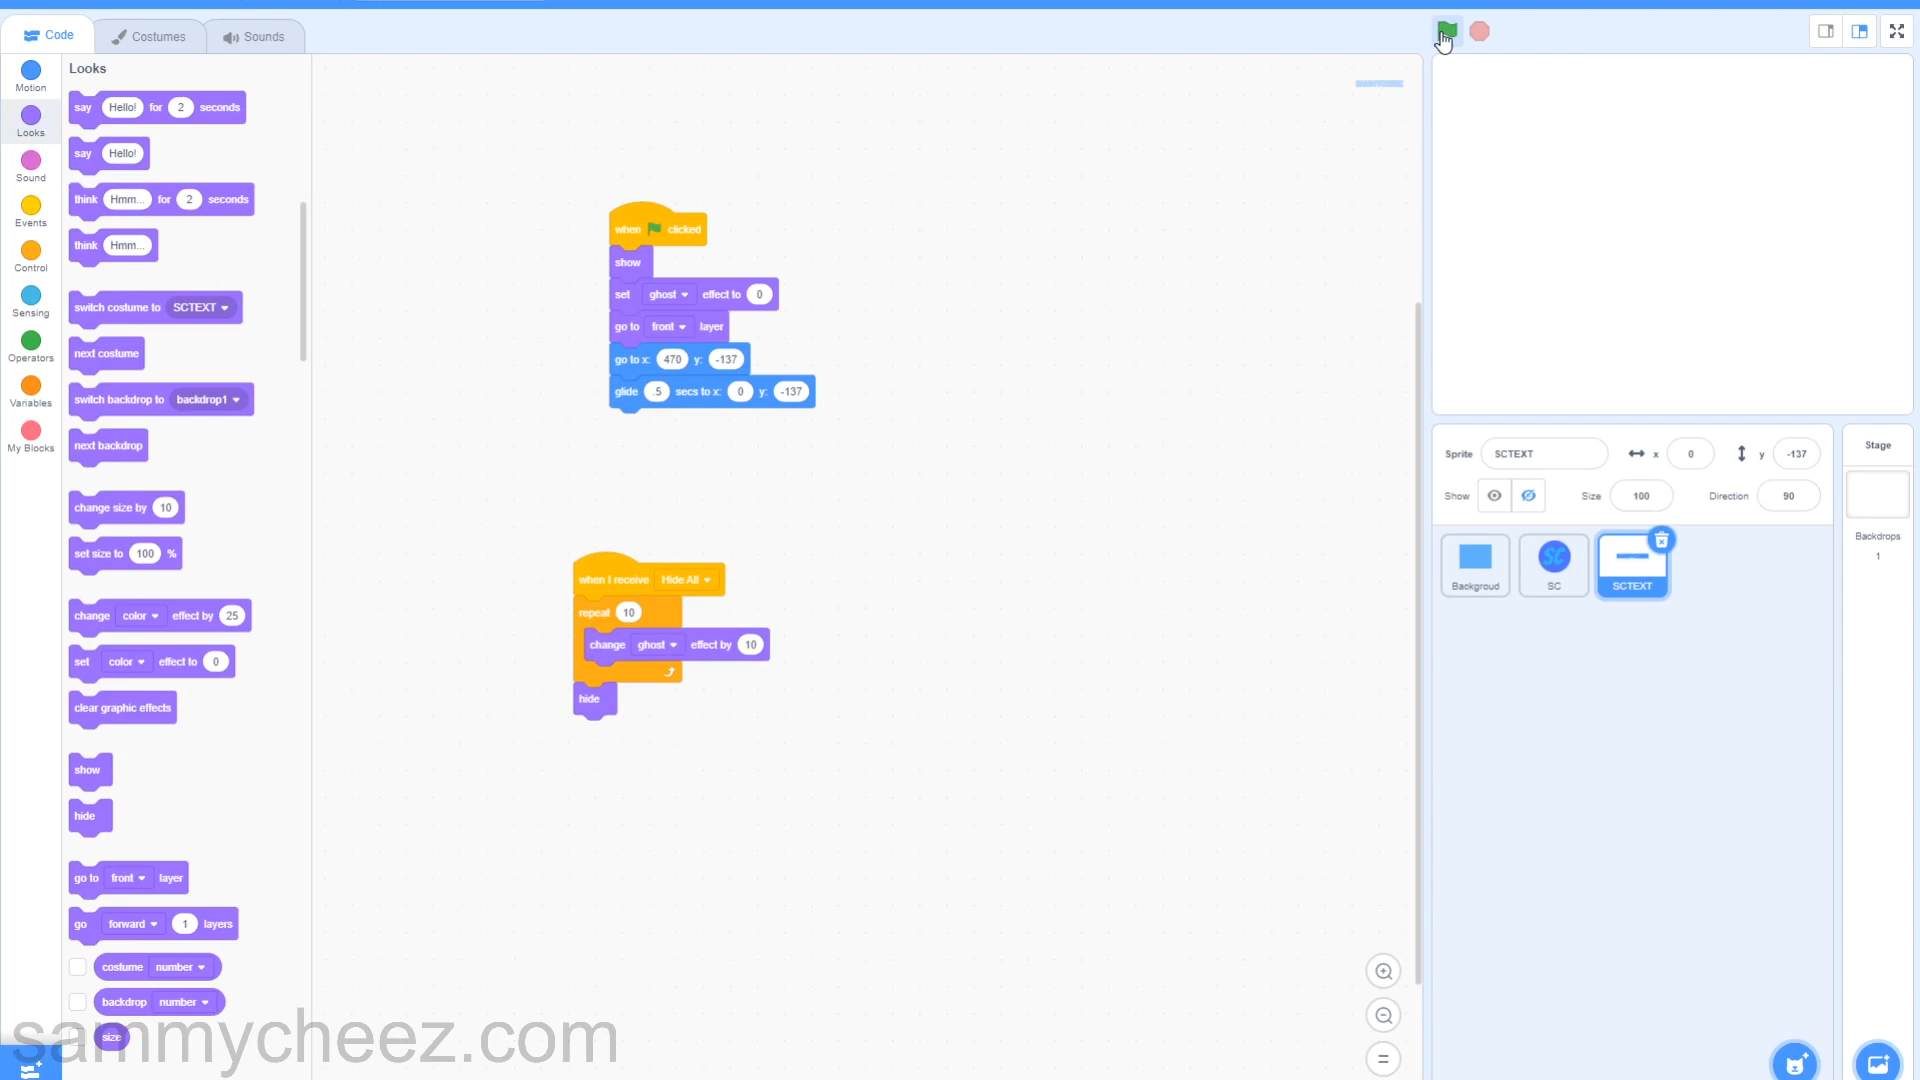 Code
Costumes
Sounds
Motion
Looks
Sound
Events
Control
Sensing
Operators
Variables
My Blocks
Looks
say Hello! for 2 seconds
say Hello!
think Hmm... for 2 seconds
think Hmm...
switch costume to SCTEXT
next costume
switch backdrop to backdrop1
next backdrop
change size by 10
set size to 100 %
change color effect by 25
set color effect to 0
clear graphic effects
show
hide
go to front layer
go forward 1 layers
costume number
backdrop number
size
when clicked
show
set ghost effect to 0
go to front layer
go to x: 470 y: -137
glide .5 secs to x: 0 y: -137
when I receive Hide All
repeat 10
change ghost effect by 10
hide
Sprite SCTEXT x 0 y -137
Show Size 100 Direction 90
Backgroud
SC
SC
SCTEXT
Stage
Backdrops
1
sammycheez.com